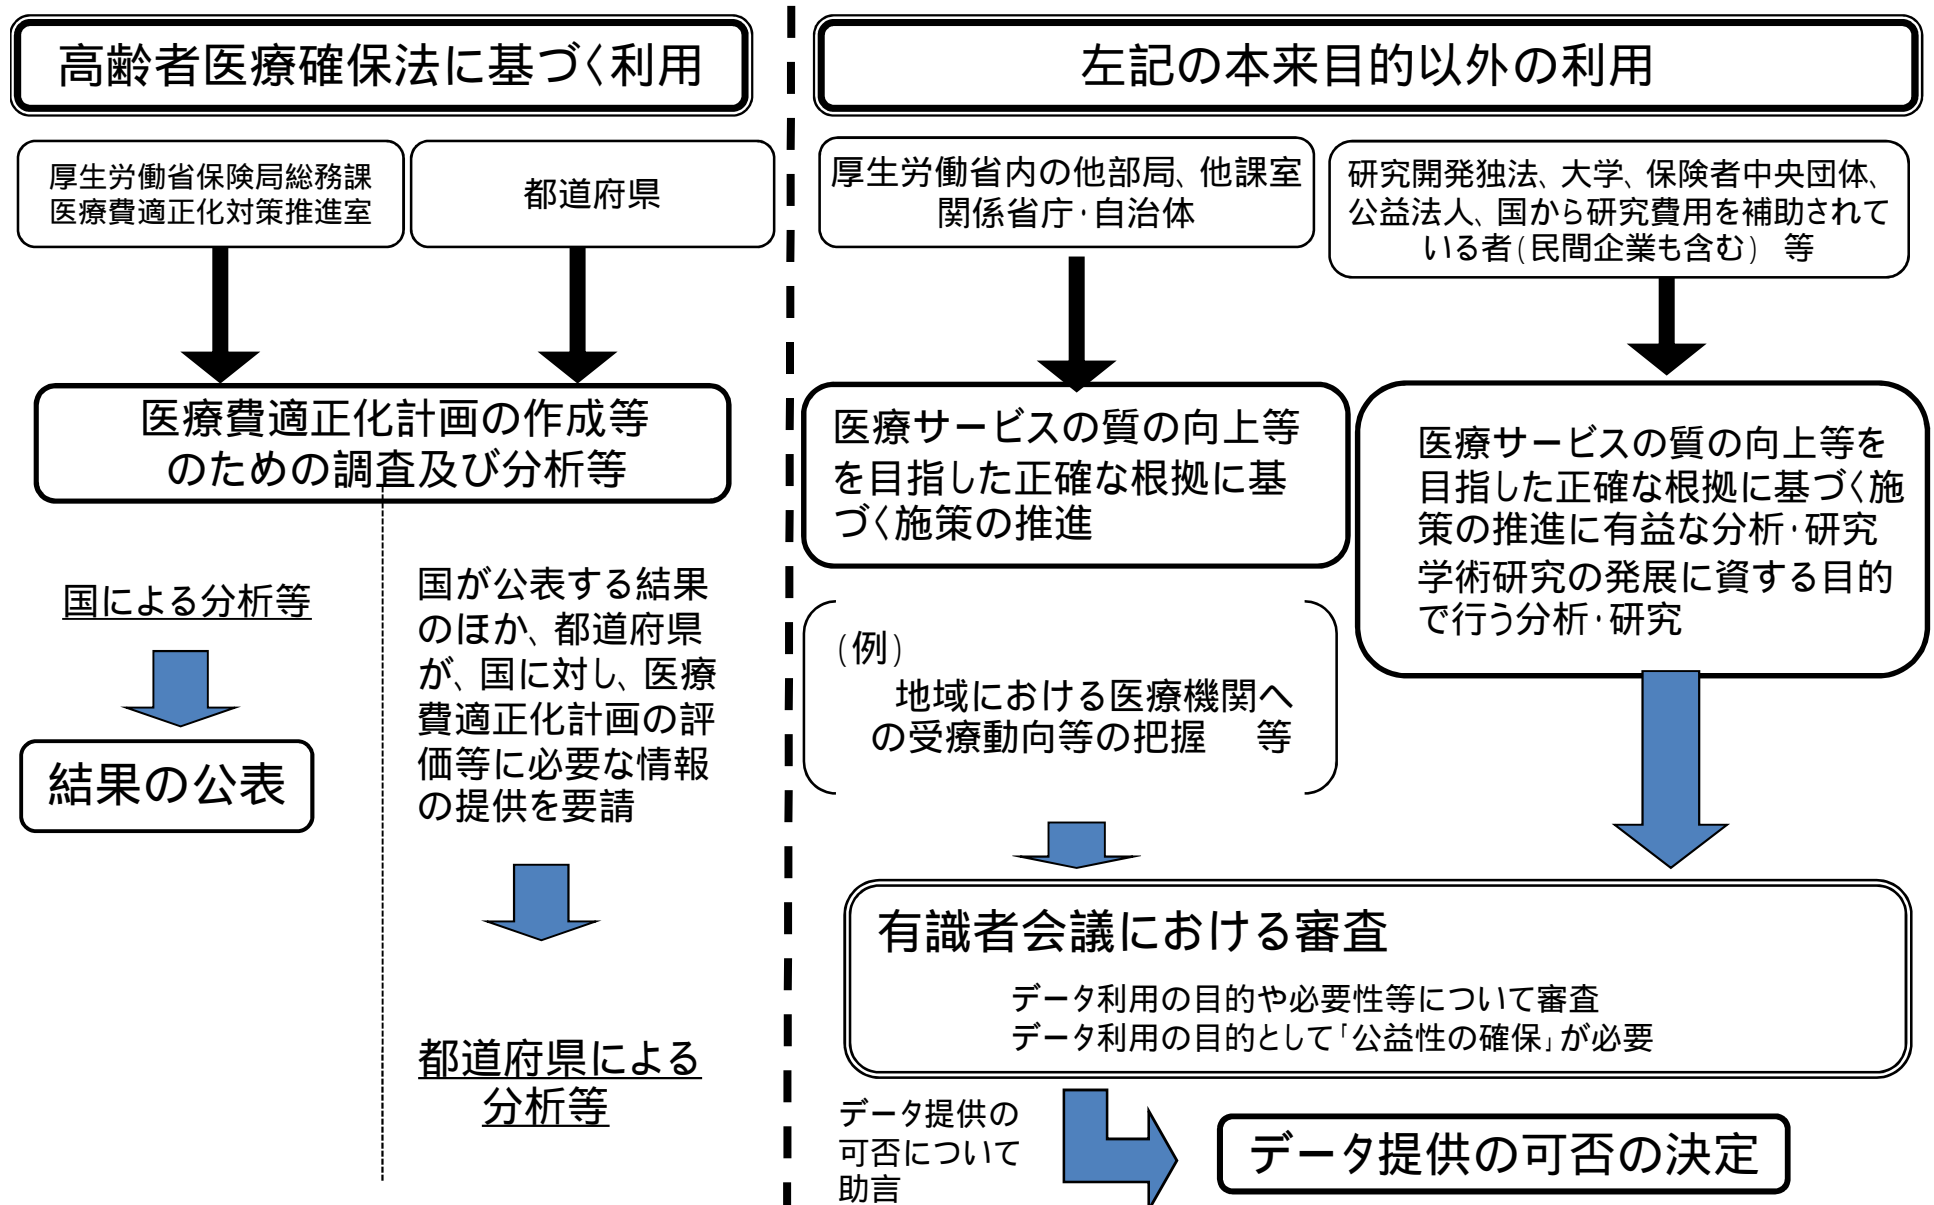 高齢者医療確保法に基づく利用
厚生労働省保険局総務課
医療費適正化対策推進室
都道府県
医療費適正化計画の作成等
のための調査及び分析等
国による分析等
結果の公表
国が公表する結果
のほか、都道府県
が、国に対し、医療
費適正化計画の評
価等に必要な情報
の提供を要請
都道府県による
分析等
左記の本来目的以外の利用
厚生労働省内の他部局、他課室
関係省庁・自治体
研究開発独法、大学、保険者中央団体、
公益法人、国から研究費用を補助されて
いる者(民間企業も含む) 等
医療サービスの質の向上等
を目指した正確な根拠に基
づく施策の推進
医療サービスの質の向上等を
目指した正確な根拠に基づく施
策の推進に有益な分析・研究
学術研究の発展に資する目的
で行う分析・研究
(例)
地域における医療機関へ
の受療動向等の把握 等
有識者会議における審査
データ利用の目的や必要性等について審査
データ利用の目的として「公益性の確保」が必要
データ提供の
可否について
助言
データ提供の可否の決定